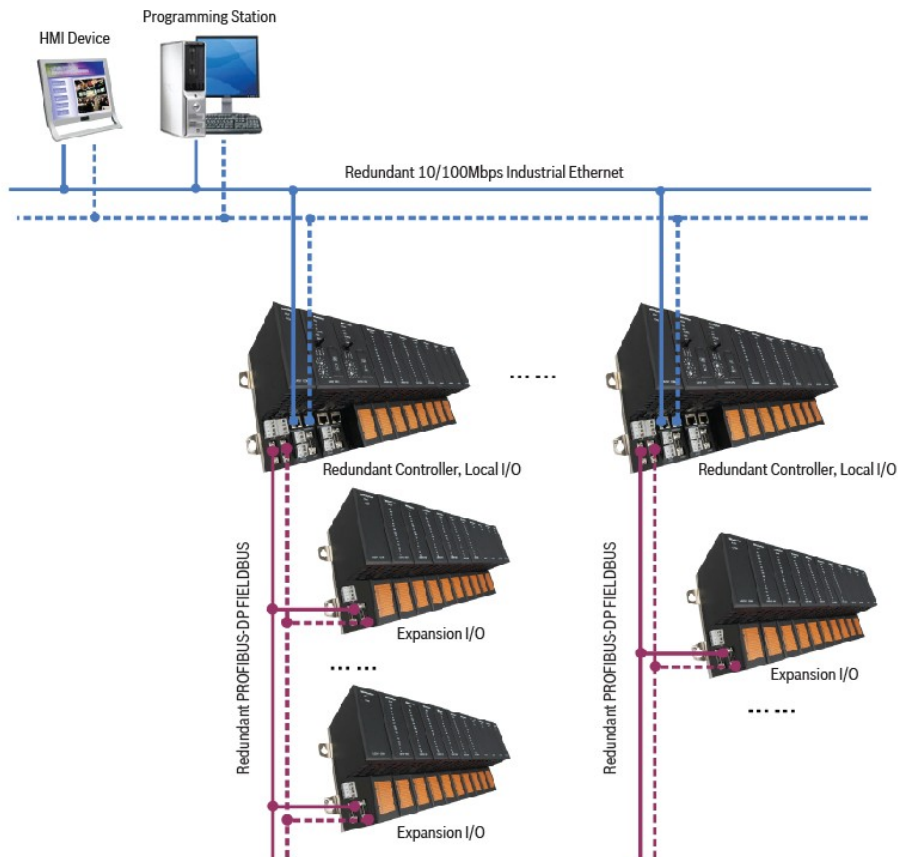 Programming Station
HMI Device
Redundant 10/100Mbps Industrial Ethernet
... ...
Redundant Controller, Local I/O
Redundant Controller, Local I/O
Redundant PROFIBUS-DP FIELDBUS
Expansion I/O
... ...
Expansion I/O
Redundant PROFIBUS-DP FIELDBUS
Expansion I/O
... ...